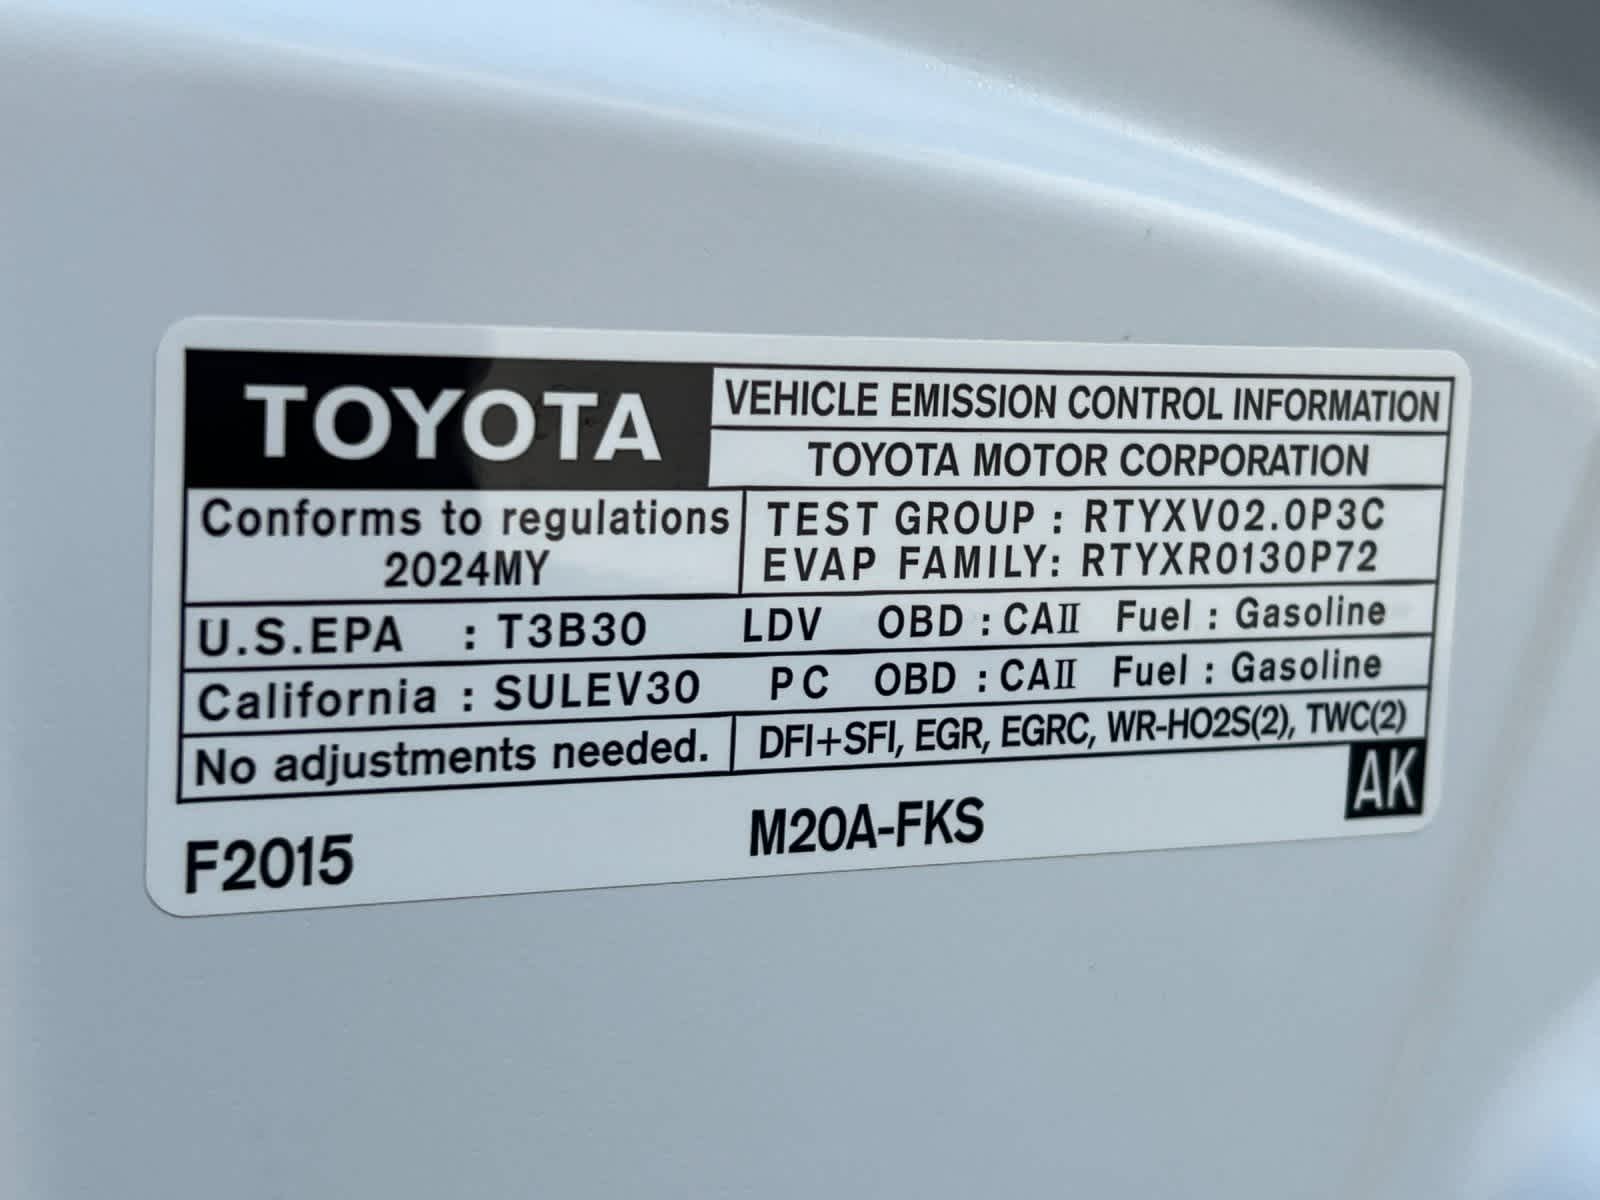 TOYOTA
VEHICLE EMISSION CONTROL INFORMATION
TOYOTA MOTOR CORPORATION
Conforms to regulations
2024MY
TEST GROUP : RTYXV02.0P3C
EVAP FAMILY: RTYXR0130P72
U.S.EPA : T3B30 LDV OBD : CAII Fuel : Gasoline
California : SULEV30 PC OBD : CAII Fuel : Gasoline
No adjustments needed. DFI+SFI, EGR, EGRC, WR-HO2S(2), TWC(2)
AK
F2015 M20A-FKS